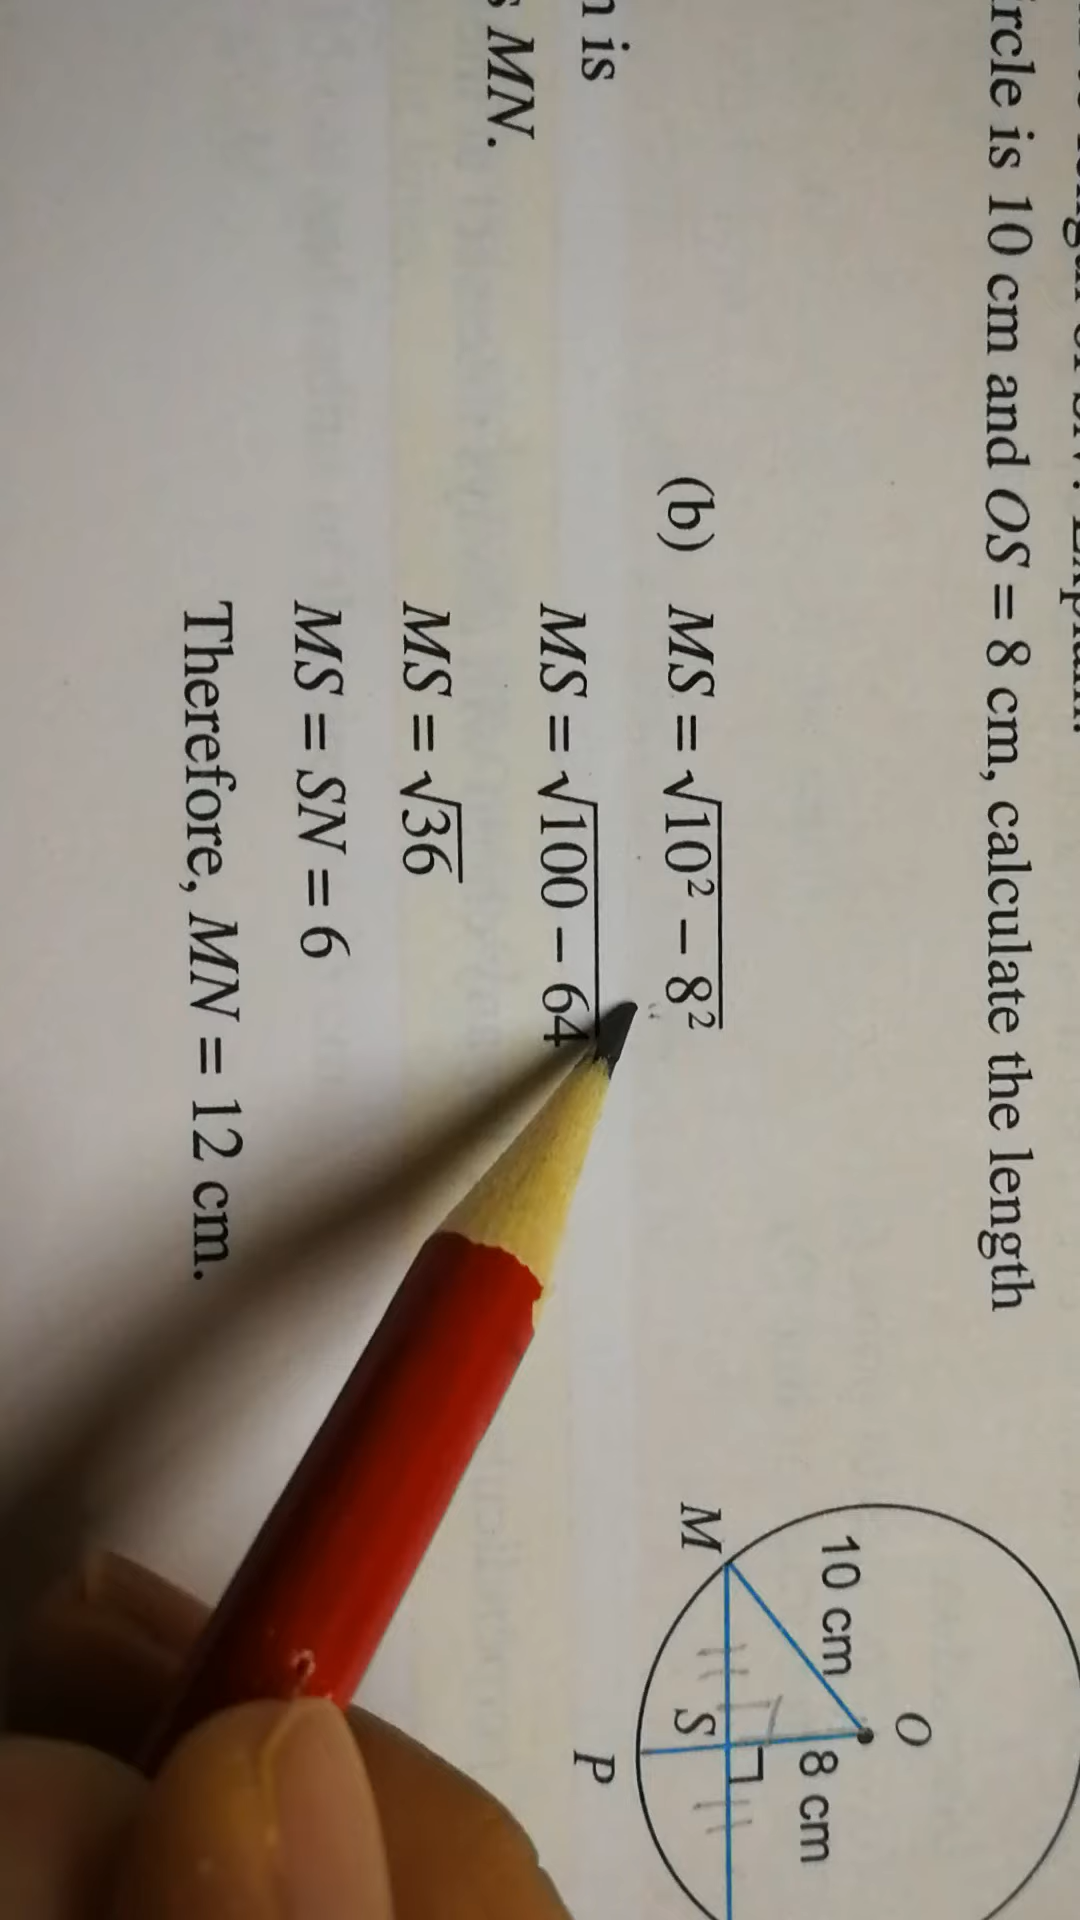 ircle is 10 cm and OS = 8 cm, calculate the length
is
MN.
(b) MS = √10² − 8²
MS = √100 − 64
MS = √36
MS = SN = 6
Therefore, MN = 12 cm.
O
10 cm
8 cm
M
S
P